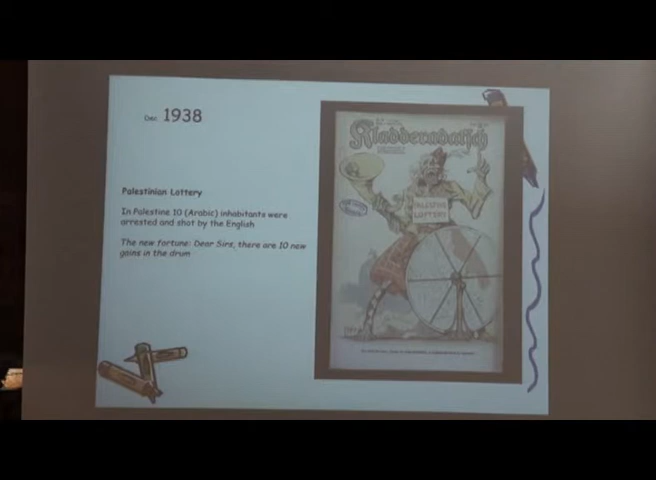 Dec 1938
Palestinian Lottery
In Palestine 10 (Arabic) inhabitants were
arrested and shot by the English
The new fortune: Dear Sirs, there are 10 new
gains in the drum
Kladderadatsch
PALESTINE
LOTTERY